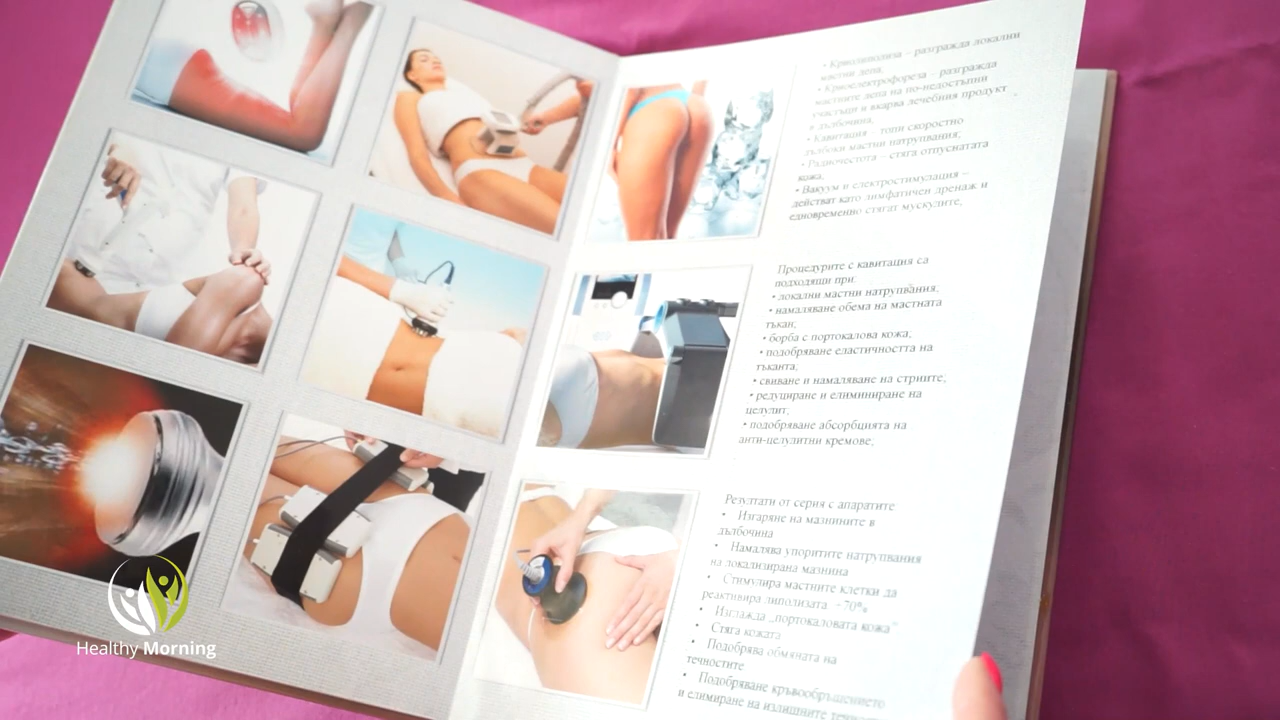 • Криолиполиза – разгражда локални
мастни депа;
• Криоелектрофореза – разгражда
мастните депа на по-недостъпни
участъци и вкарва лечебния продукт
в дълбочина;
• Кавитация – топи скоростно
дълбоки мастни натрупвания;
• Радиочестота – стяга отпуснатата
кожа;
• Вакуум и електростимулация –
действат като лимфатичен дренаж и
едновременно стягат мускулите;
Процедурите с кавитация са
подходящи при:
• локални мастни натрупвания;
• намаляване обема на мастната
тъкан;
• борба с портокалова кожа;
• подобряване еластичността на
тъканта;
• свиване и намаляване на стриите;
• редуциране и елиминиране на
целулит;
• подобряване абсорбцията на
анти-целулитни кремове;
Резултати от серия с апаратите
• Изгаряне на мазнините в
дълбочина
• Намалява упоритите натрупвания
на локализирана мазнина
• Стимулира мастните клетки да
реактивира липолизата ~70%
• Изглажда „портокаловата кожа“
• Стяга кожата
• Подобрява обмяната на
течностите
• Подобряване кръвообръщението
и елимиране на излишните
Healthy Morning